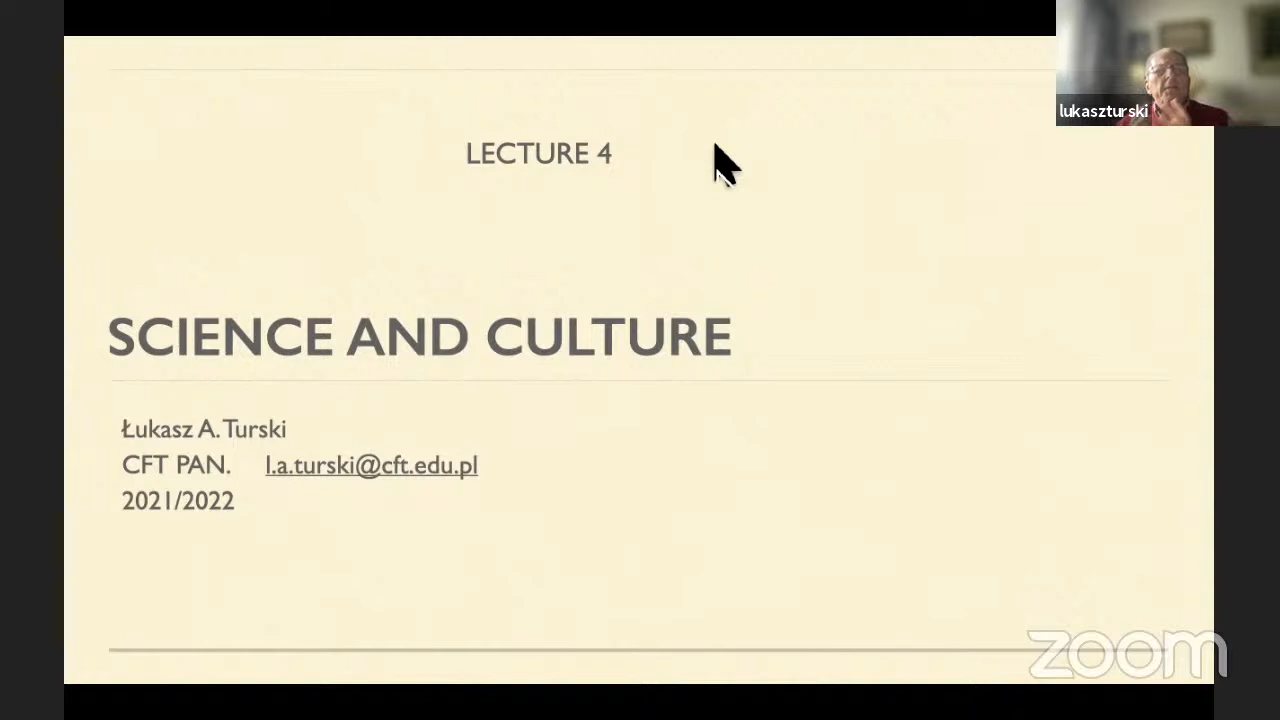 LECTURE 4
lukaszturski
SCIENCE AND CULTURE
Łukasz A. Turski
CFT PAN. l.a.turski@cft.edu.pl
2021/2022
zoom